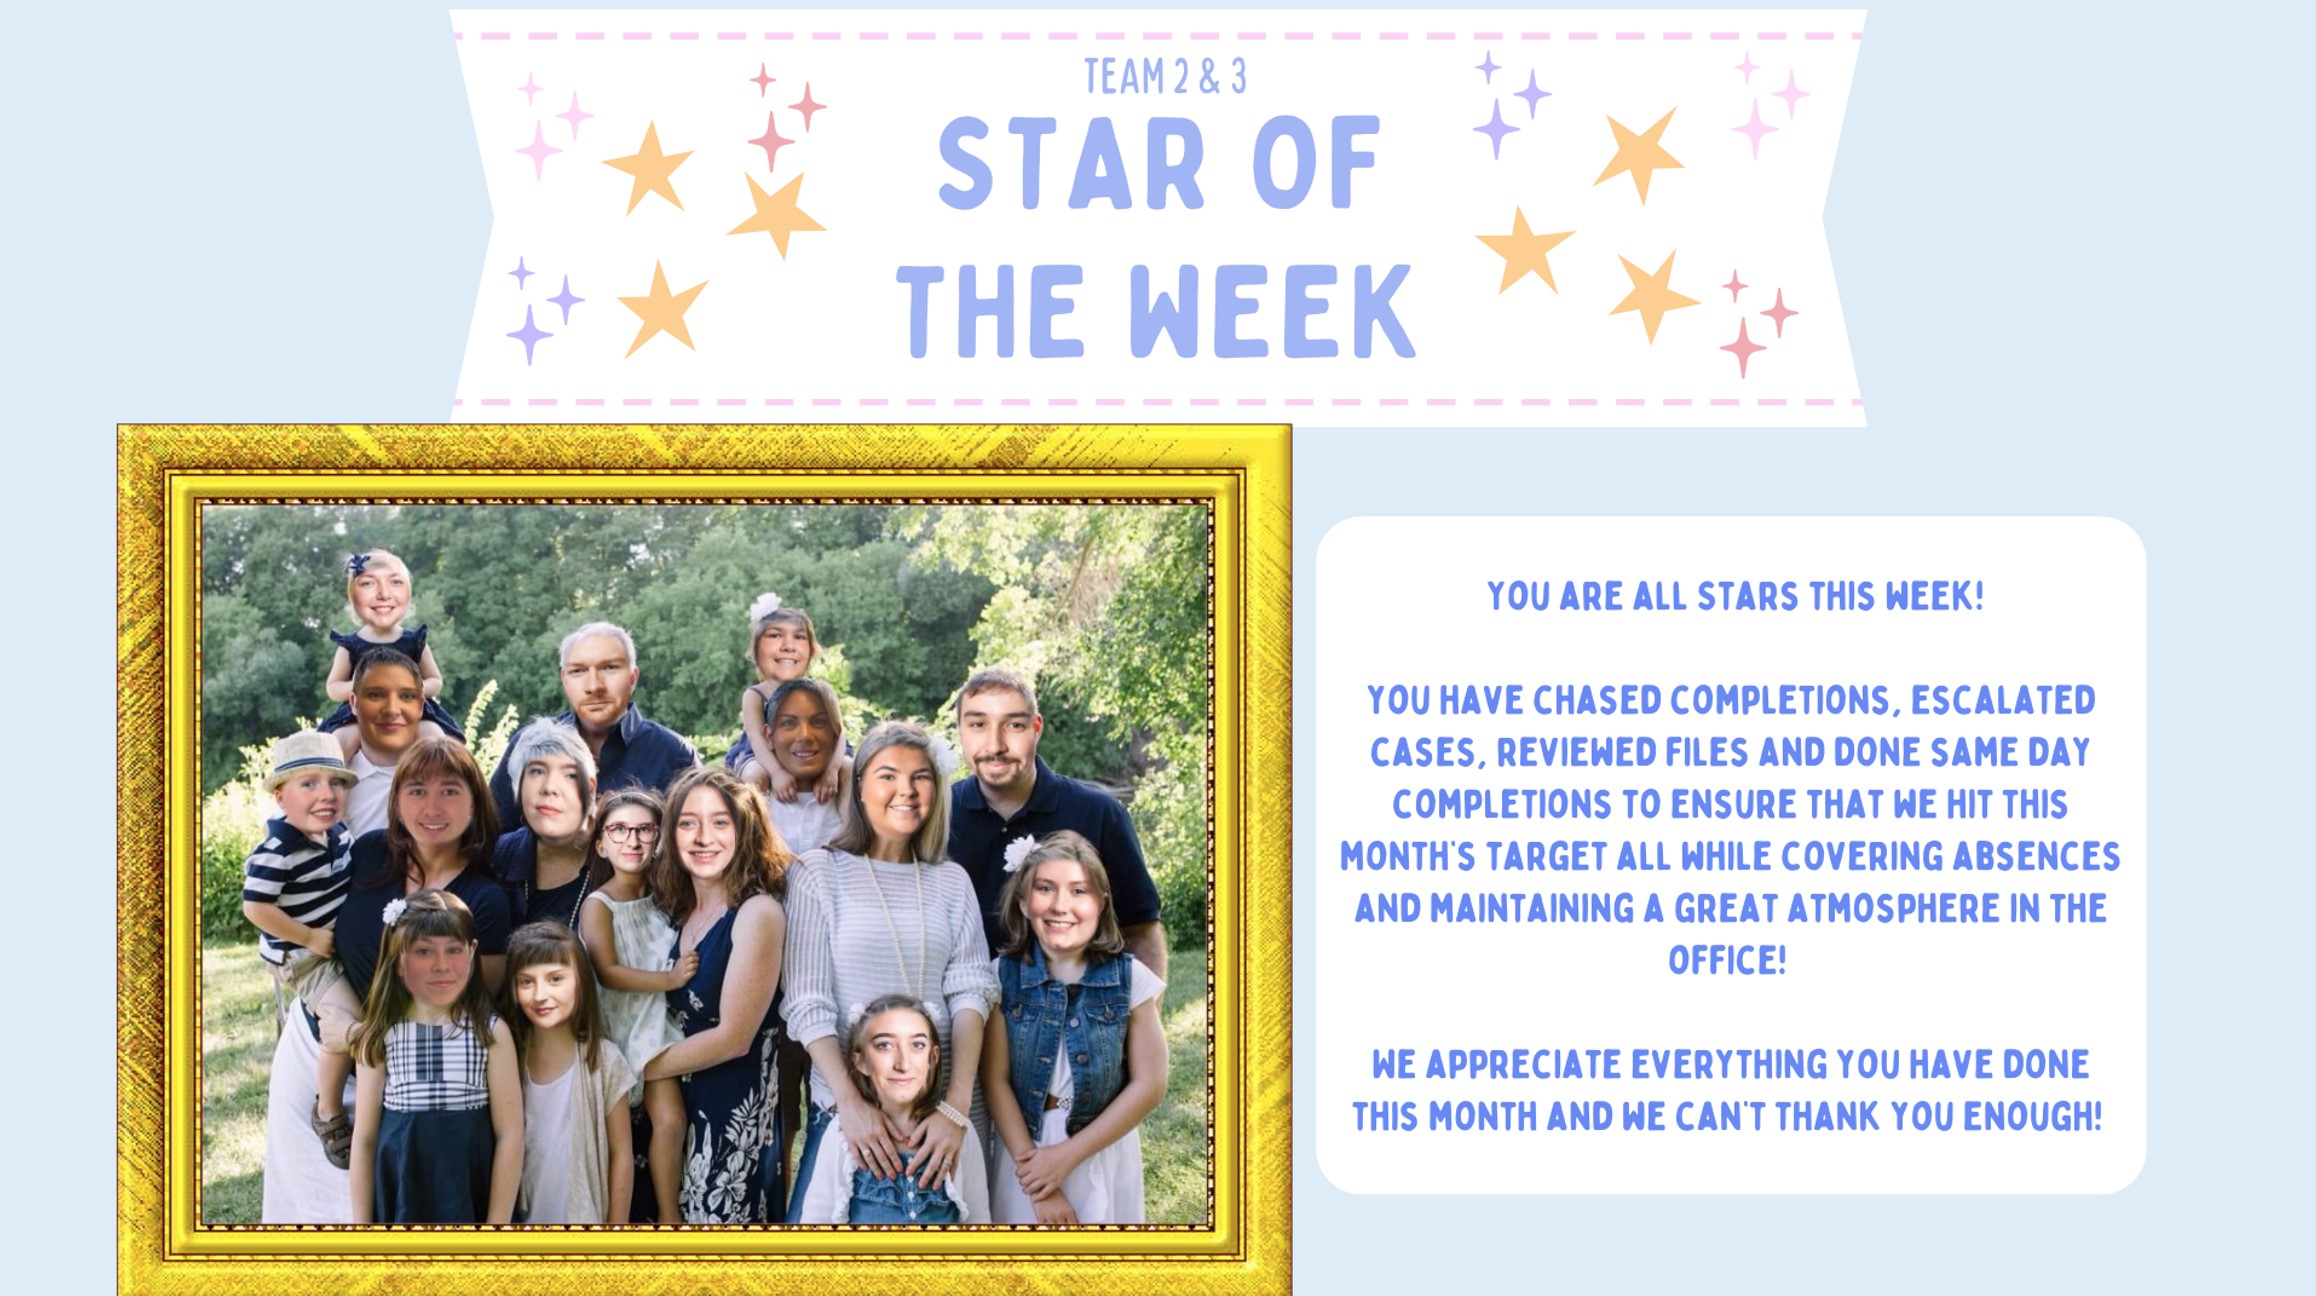 TEAM 2 & 3
STAR OF
THE WEEK
YOU ARE ALL STARS THIS WEEK!
YOU HAVE CHASED COMPLETIONS, ESCALATED
CASES, REVIEWED FILES AND DONE SAME DAY
COMPLETIONS TO ENSURE THAT WE HIT THIS
MONTH'S TARGET ALL WHILE COVERING ABSENCES
AND MAINTAINING A GREAT ATMOSPHERE IN THE
OFFICE!
WE APPRECIATE EVERYTHING YOU HAVE DONE
THIS MONTH AND WE CAN'T THANK YOU ENOUGH!